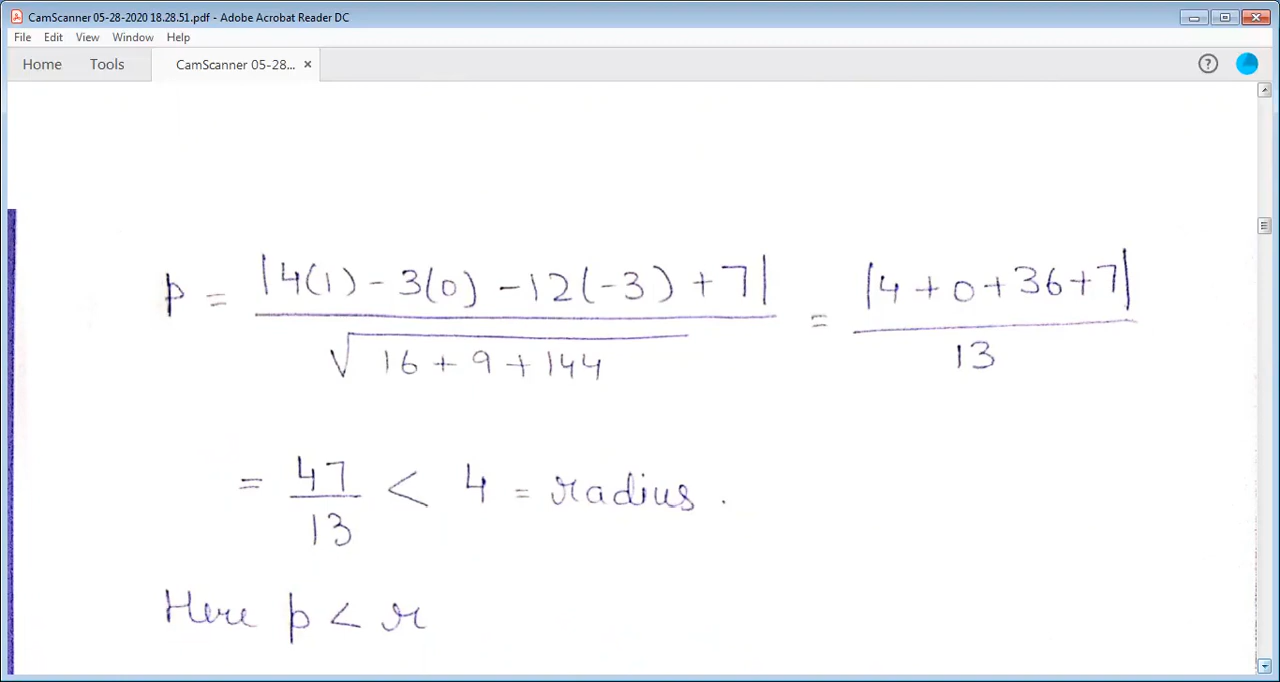 CamScanner 05-28-2020 18.28.51.pdf - Adobe Acrobat Reader DC
File Edit View Window Help
Home Tools CamScanner 05-28... ×
p = |4(1) - 3(0) - 12(-3) + 7| / √(16 + 9 + 144) = |4 + 0 + 36 + 7| / 13
= 47/13 < 4 = radius.
Here p < r